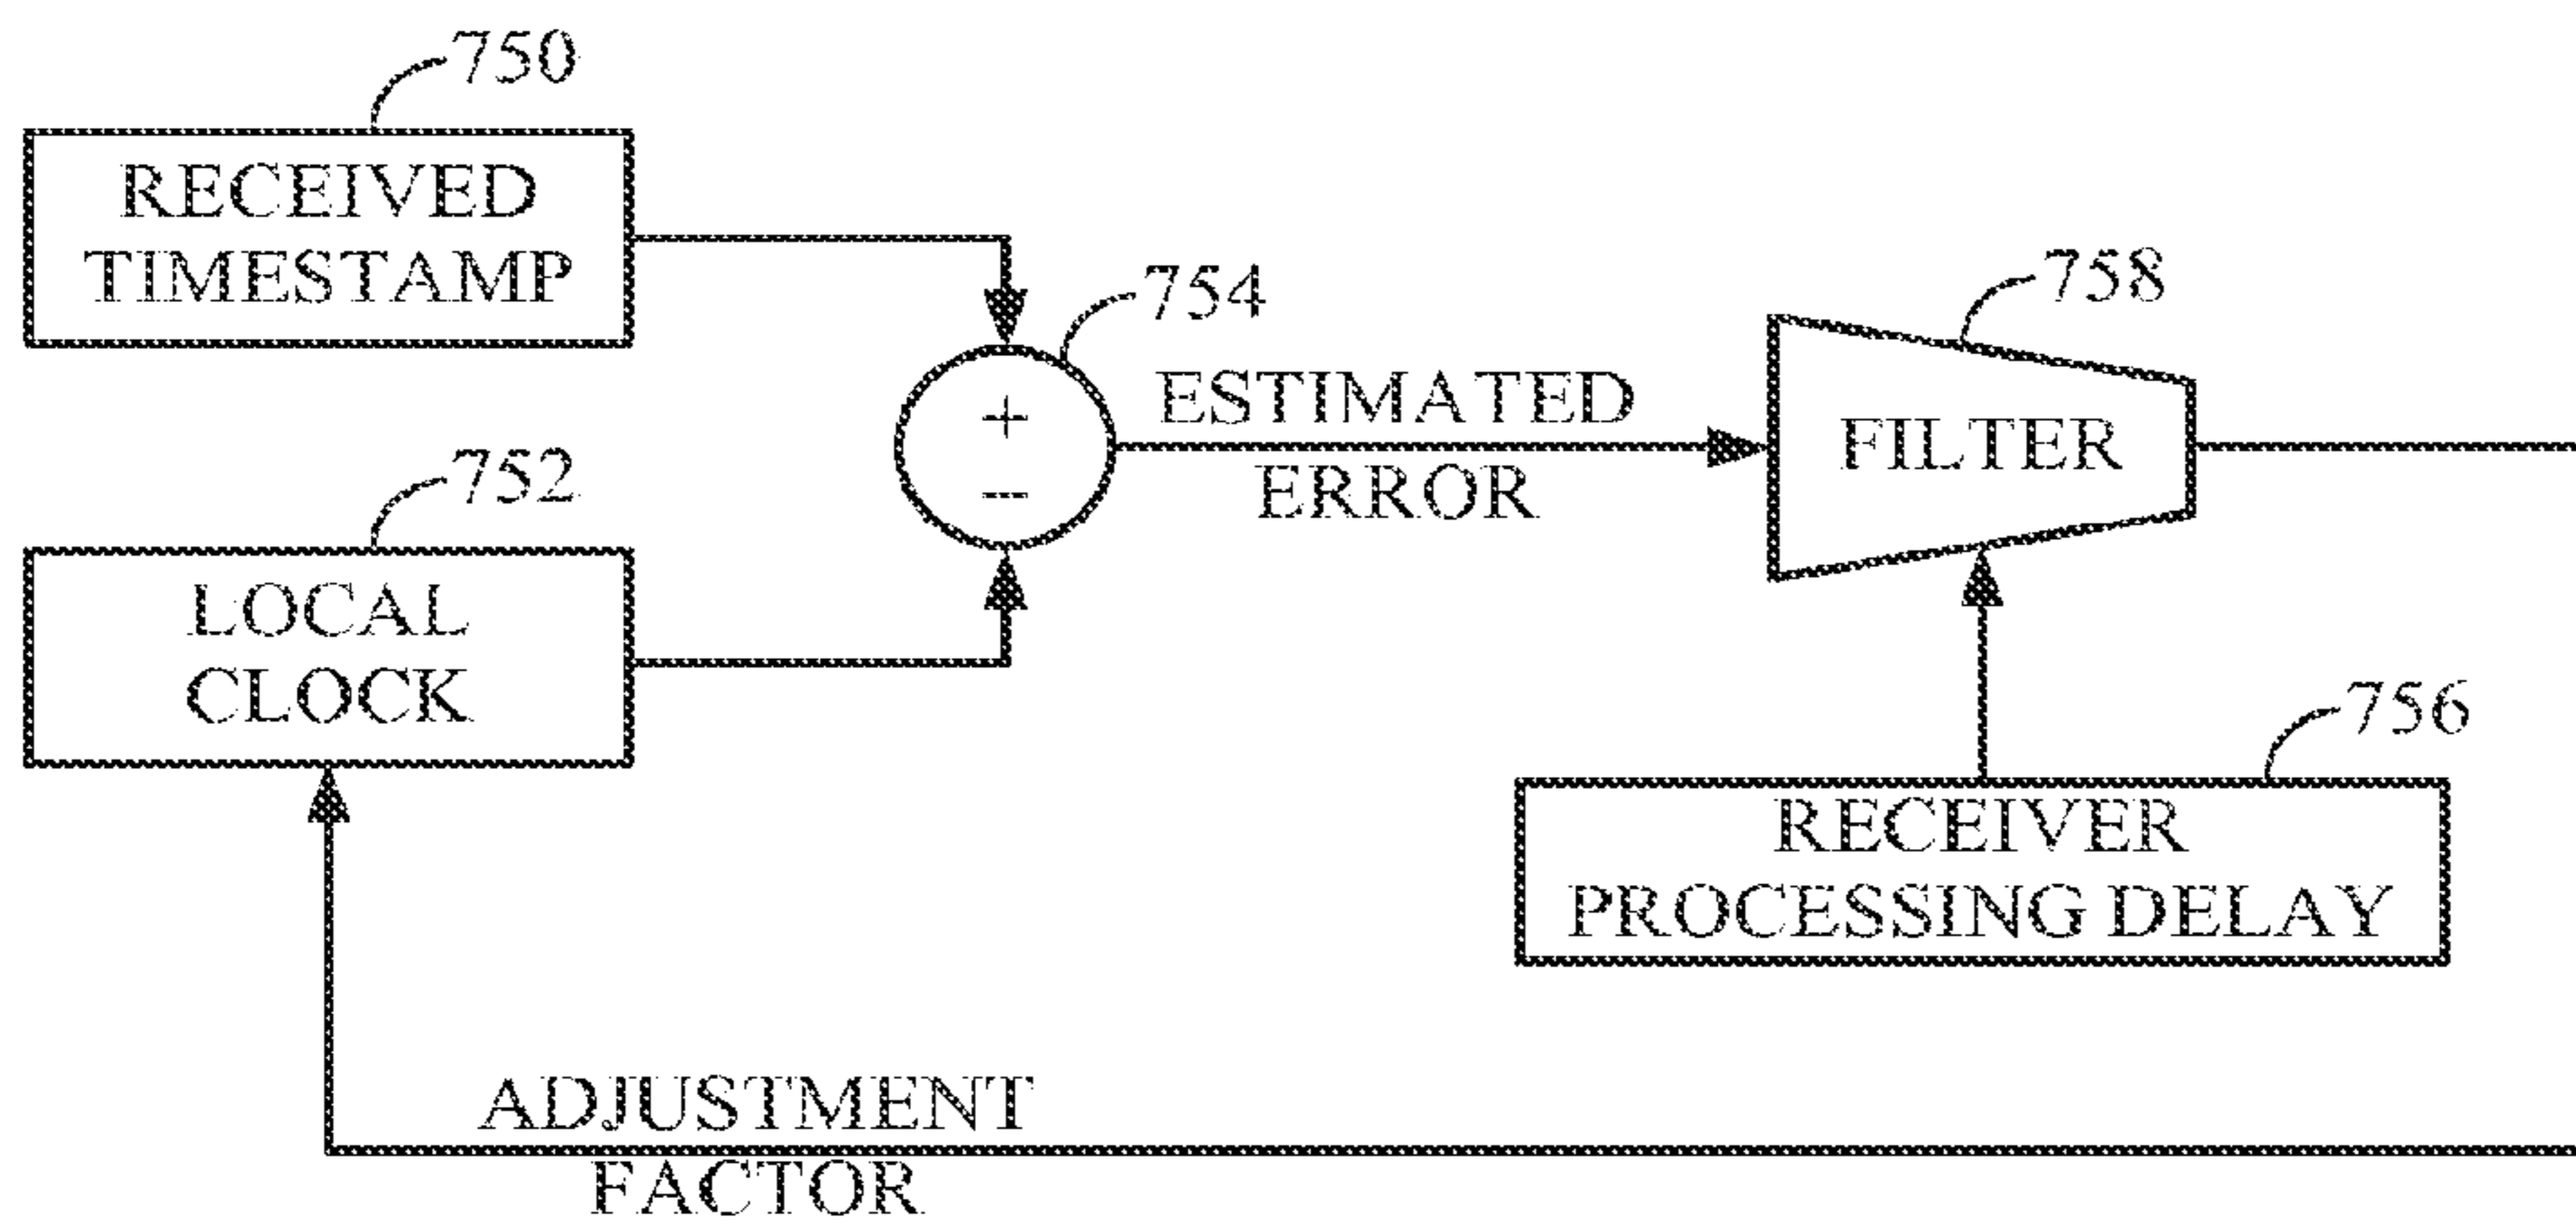 750
RECEIVED
TIMESTAMP
754
758
ESTIMATED
ERROR
+
−
FILTER
752
LOCAL
CLOCK
756
RECEIVER
PROCESSING DELAY
ADJUSTMENT
FACTOR